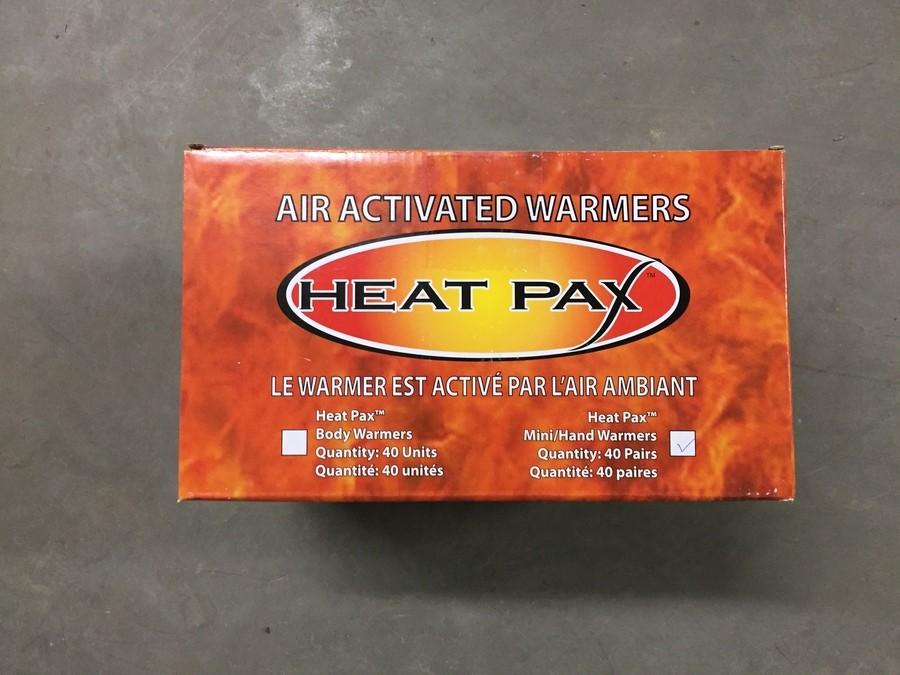 AIR ACTIVATED WARMERS
HEAT PAX™
LE WARMER EST ACTIVÉ PAR L'AIR AMBIANT
Heat Pax™
Body Warmers
Quantity: 40 Units
Quantité: 40 unités
Heat Pax™
Mini/Hand Warmers
Quantity: 40 Pairs
Quantité: 40 paires